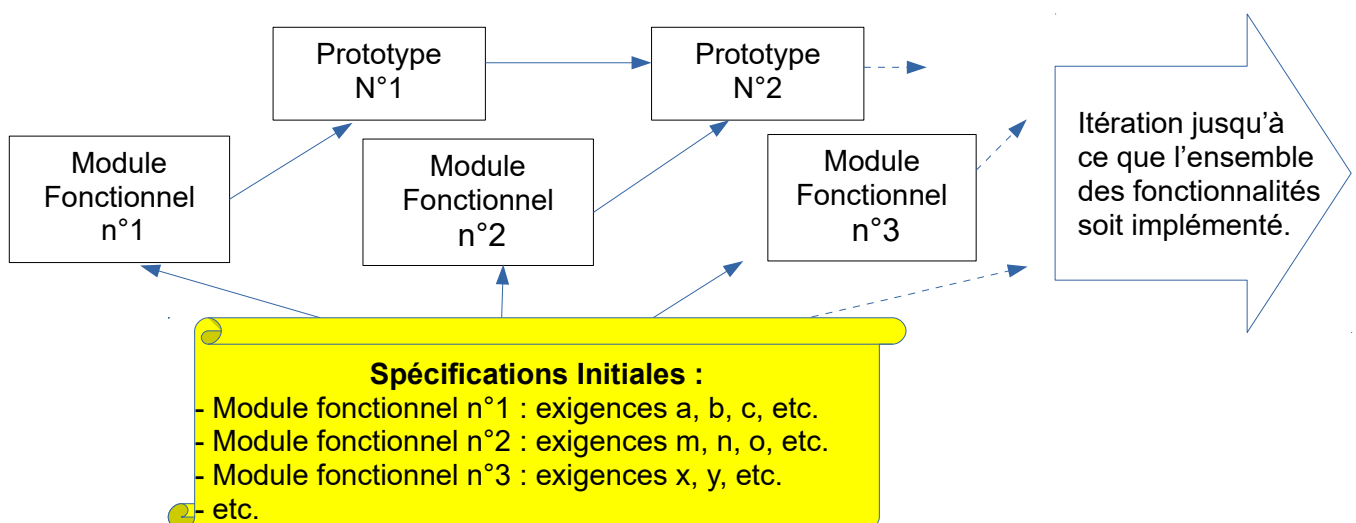 Prototype
N°1
Prototype
N°2
Module
Fonctionnel
n°1
Module
Fonctionnel
n°2
Module
Fonctionnel
n°3
Itération jusqu’à
ce que l’ensemble
des fonctionnalités
soit implémenté.
Spécifications Initiales :
- Module fonctionnel n°1 : exigences a, b, c, etc.
- Module fonctionnel n°2 : exigences m, n, o, etc.
- Module fonctionnel n°3 : exigences x, y, etc.
- etc.